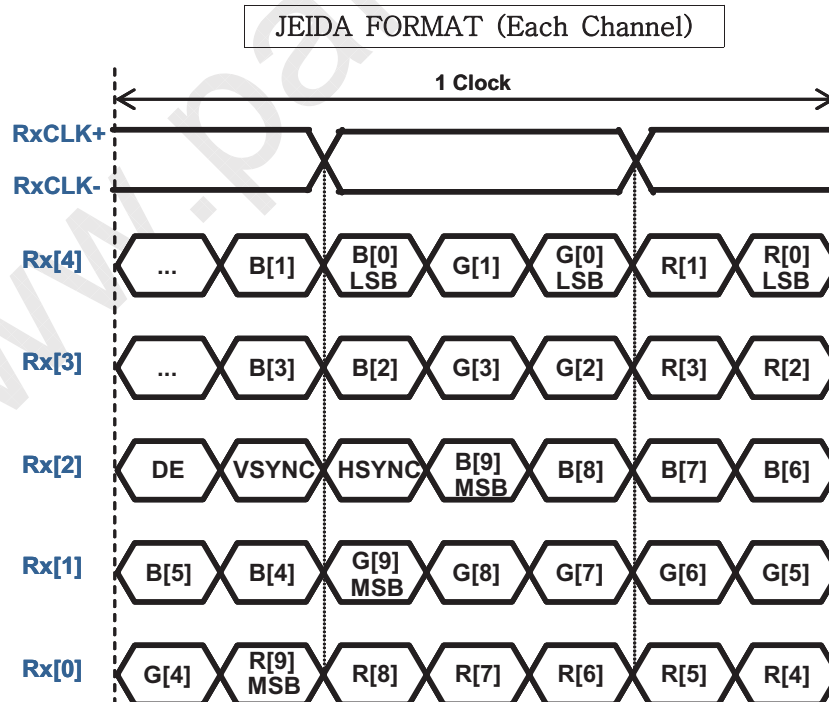 JEIDA FORMAT (Each Channel)
1 Clock
RxCLK+
RxCLK-
Rx[4] ... B[1] B[0] LSB G[1] G[0] LSB R[1] R[0] LSB
Rx[3] ... B[3] B[2] G[3] G[2] R[3] R[2]
Rx[2] DE VSYNC HSYNC B[9] MSB B[8] B[7] B[6]
Rx[1] B[5] B[4] G[9] MSB G[8] G[7] G[6] G[5]
Rx[0] G[4] R[9] MSB R[8] R[7] R[6] R[5] R[4]
www.pa